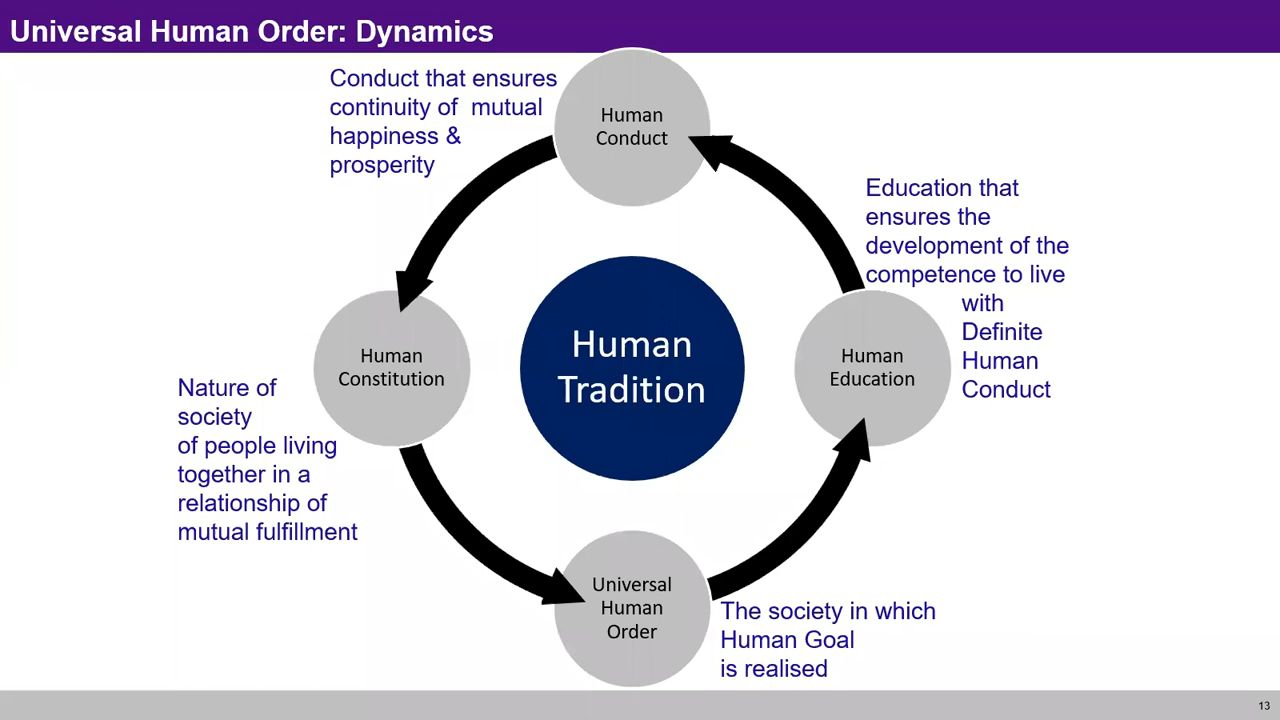 Universal Human Order: Dynamics
Conduct that ensures
continuity of  mutual
happiness &
prosperity
Human
Conduct
Education that
ensures the
development of the
competence to live
with
Definite
Human
Conduct
Human
Education
Human
Tradition
Human
Constitution
Nature of
society
of people living
together in a
relationship of
mutual fulfillment
Universal
Human
Order
The society in which
Human Goal
is realised
13